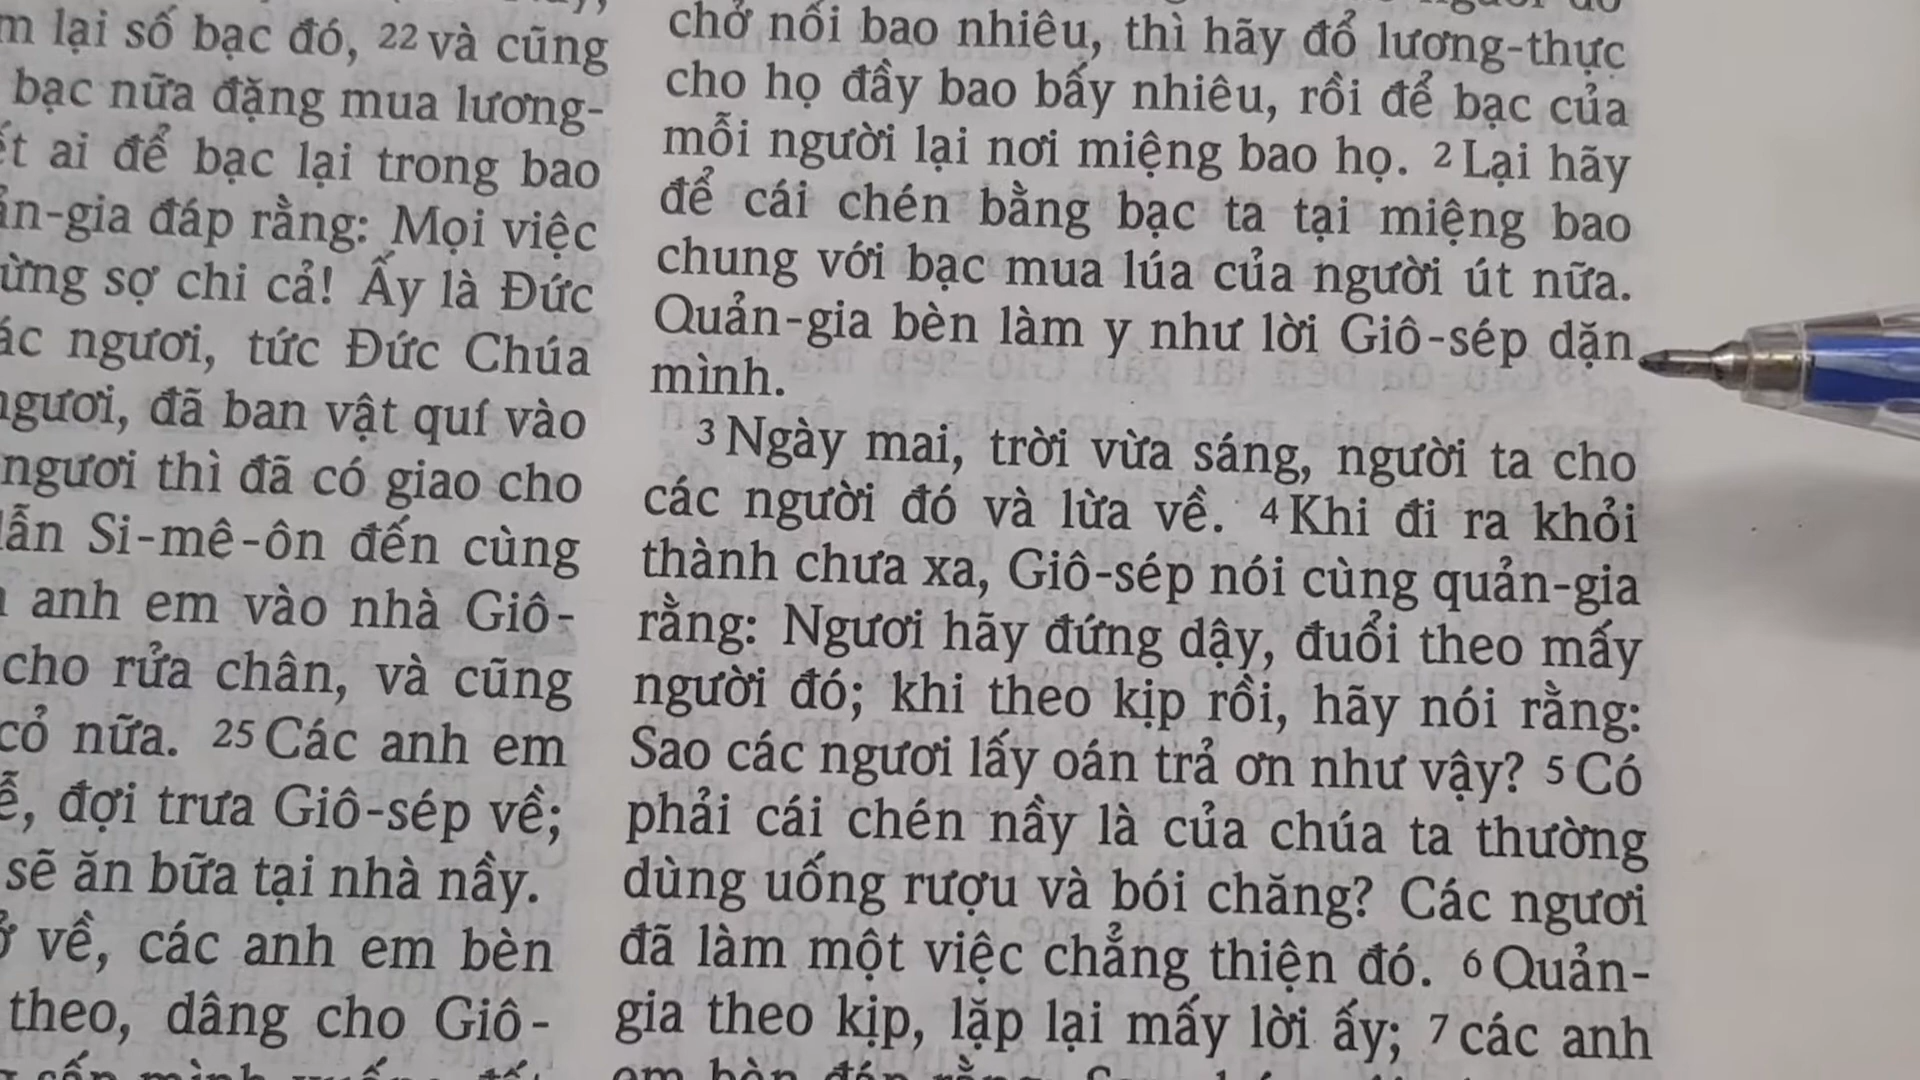 m lại số bạc đó, 22 và cũng
bạc nữa đặng mua lương-
ết ai để bạc lại trong bao
ản-gia đáp rằng: Mọi việc
ừng sợ chi cả! Ấy là Đức
ác ngươi, tức Đức Chúa
ngươi, đã ban vật quí vào
ngươi thì đã có giao cho
dẫn Si-mê-ôn đến cùng
anh em vào nhà Giô-
cho rửa chân, và cũng
cỏ nữa. 25 Các anh em
ễ, đợi trưa Giô-sép về;
sẽ ăn bữa tại nhà nầy.
ở về, các anh em bèn
theo, dâng cho Giô-
chở nổi bao nhiêu, thì hãy đổ lương-thực
cho họ đầy bao bấy nhiêu, rồi để bạc của
mỗi người lại nơi miệng bao họ. 2 Lại hãy
để cái chén bằng bạc ta tại miệng bao
chung với bạc mua lúa của người út nữa.
Quản-gia bèn làm y như lời Giô-sép dặn
mình.
3 Ngày mai, trời vừa sáng, người ta cho
các người đó và lừa về. 4 Khi đi ra khỏi
thành chưa xa, Giô-sép nói cùng quản-gia
rằng: Ngươi hãy đứng dậy, đuổi theo mấy
người đó; khi theo kịp rồi, hãy nói rằng:
Sao các ngươi lấy oán trả ơn như vậy? 5 Có
phải cái chén nầy là của chúa ta thường
dùng uống rượu và bói chăng? Các ngươi
đã làm một việc chẳng thiện đó. 6 Quản-
gia theo kịp, lặp lại mấy lời ấy; 7 các anh